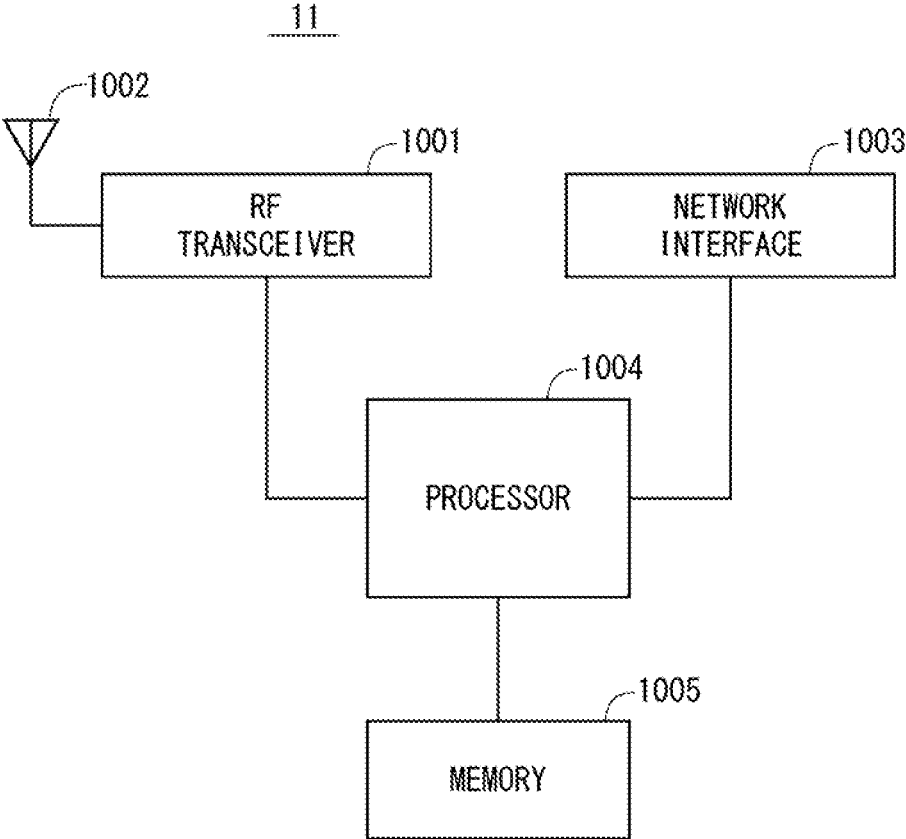 11
1002
1001
1003
RF
TRANSCEIVER
NETWORK
INTERFACE
1004
PROCESSOR
1005
MEMORY